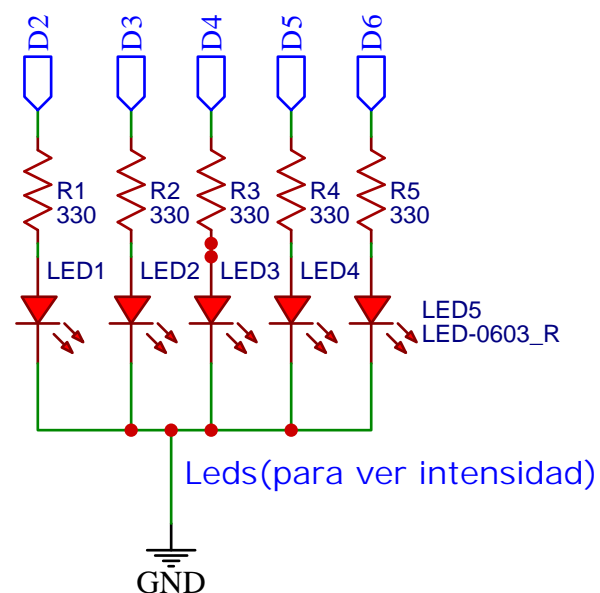 D2
D3
D4
D5
D6
R1
330
R2
330
R3
330
R4
330
R5
330
LED1
LED2
LED3
LED4
LED5
LED-0603_R
Leds(para ver intensidad)
GND